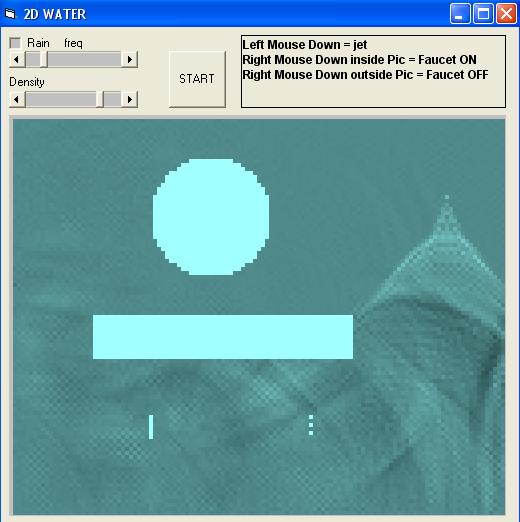 2D WATER
Rain freq
Density
START
Left Mouse Down = jet
Right Mouse Down inside Pic = Faucet ON
Right Mouse Down outside Pic = Faucet OFF